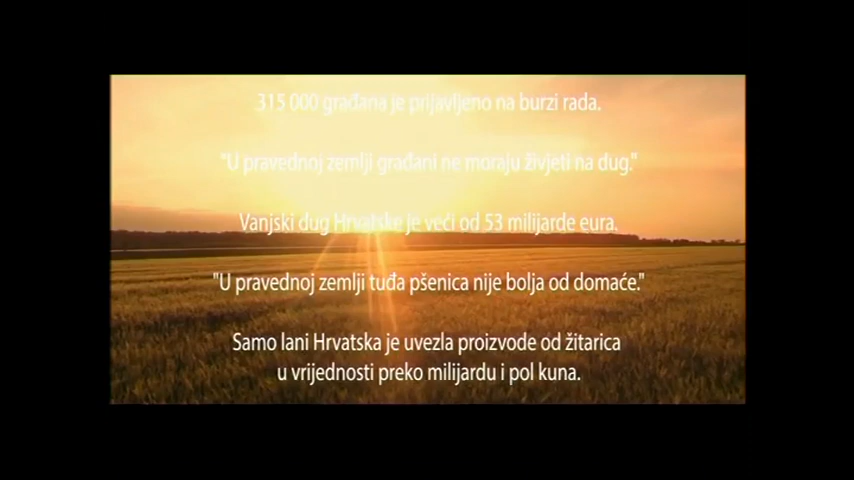 315 000 građana je prijavljeno na burzi rada.
"U pravednoj zemlji građani ne moraju živjeti na dug."
Vanjski dug Hrvatske je veći od 53 milijarde eura.
"U pravednoj zemlji tuđa pšenica nije bolja od domaće."
Samo lani Hrvatska je uvezla proizvode od žitarica
u vrijednosti preko milijardu i pol kuna.